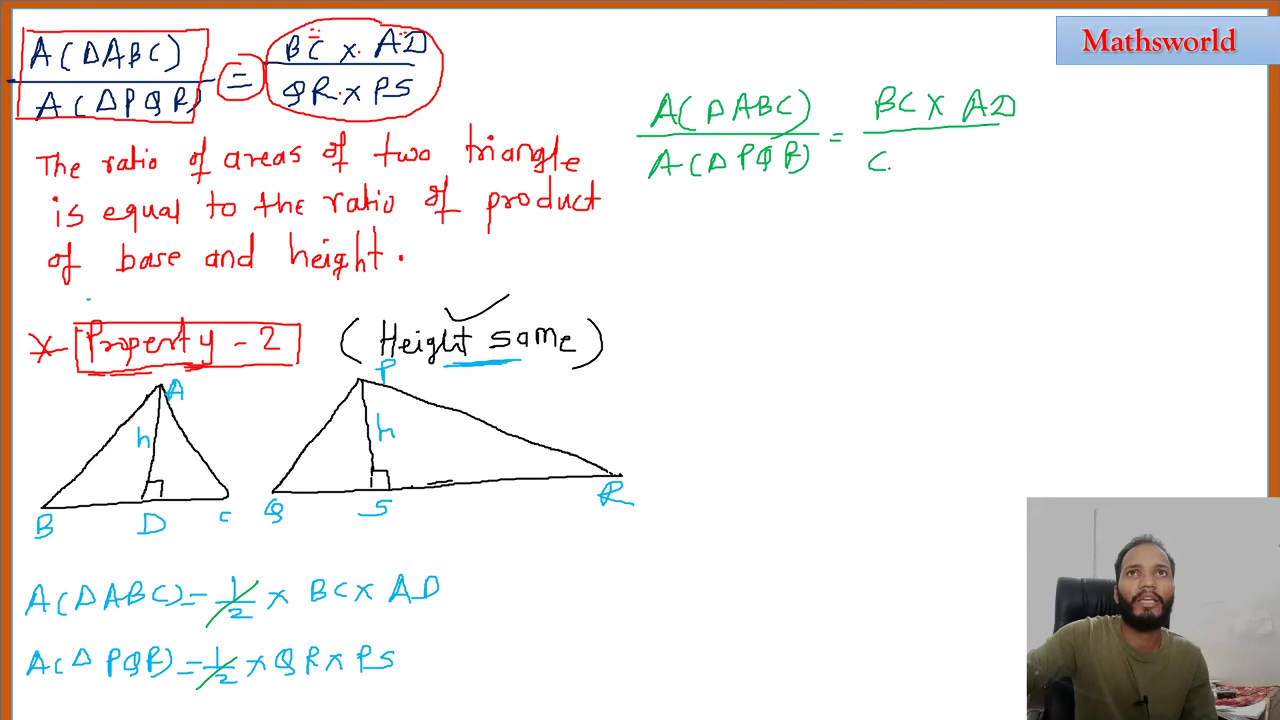 A(ΔABC) / A(ΔPQR) = BC × AD / QR × PS
The ratio of areas of two triangle
is equal to the ratio of product
of base and height.
* Property - 2 (Height same)
A P
h h
B D C Q S R
A(ΔABC) = 1/2 × BC × AD
A(ΔPQR) = 1/2 × QR × PS
Mathsworld
A(ΔABC) / A(ΔPQR) = BC × AD /